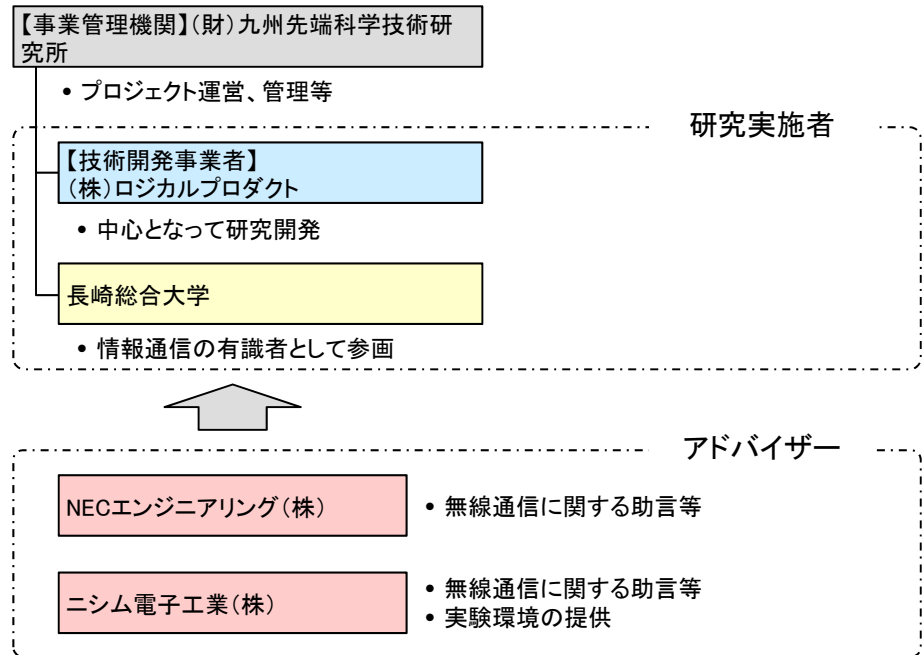 【事業管理機関】(財)九州先端科学技術研
究所
• プロジェクト運営、管理等
研究実施者
【技術開発事業者】
(株)ロジカルプロダクト
• 中心となって研究開発
長崎総合大学
• 情報通信の有識者として参画
アドバイザー
NECエンジニアリング(株)
• 無線通信に関する助言等
ニシム電子工業(株)
• 無線通信に関する助言等
• 実験環境の提供